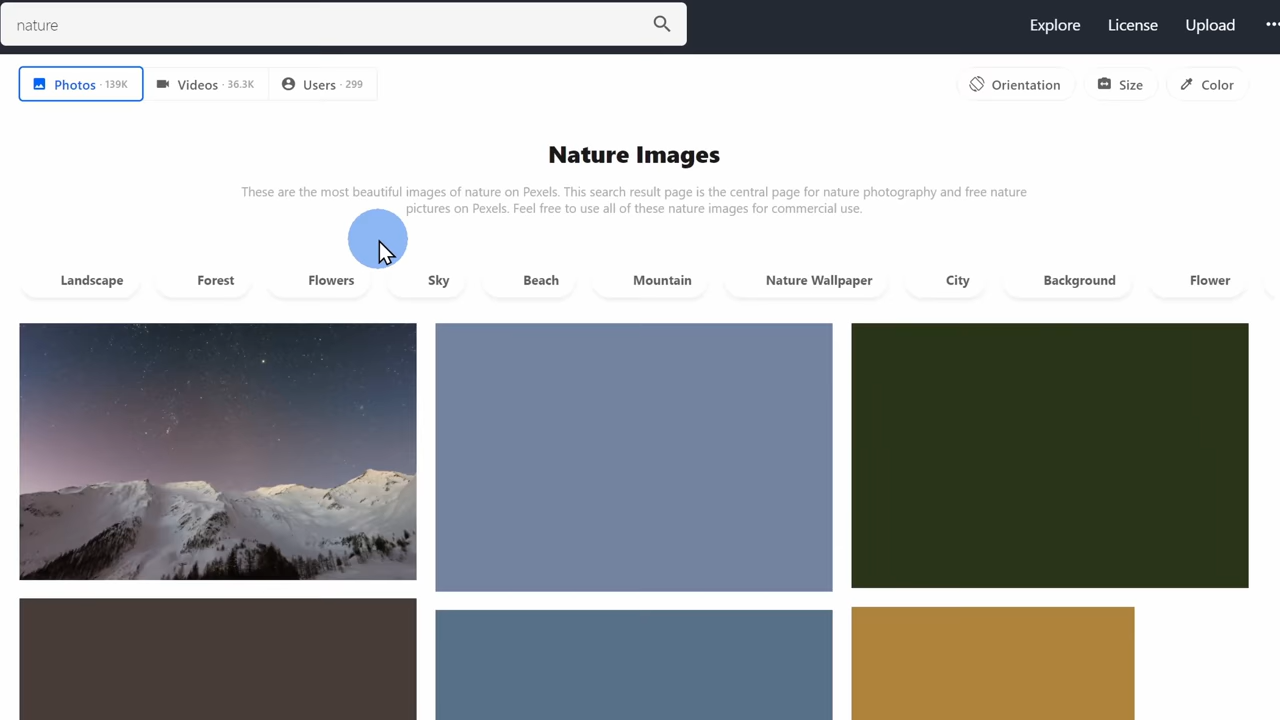 nature
Explore License Upload
Photos · 139K Videos · 36.3K Users · 299 Orientation Size Color
Nature Images
These are the most beautiful images of nature on Pexels. This search result page is the central page for nature photography and free nature
pictures on Pexels. Feel free to use all of these nature images for commercial use.
Landscape Forest Flowers Sky Beach Mountain Nature Wallpaper City Background Flower